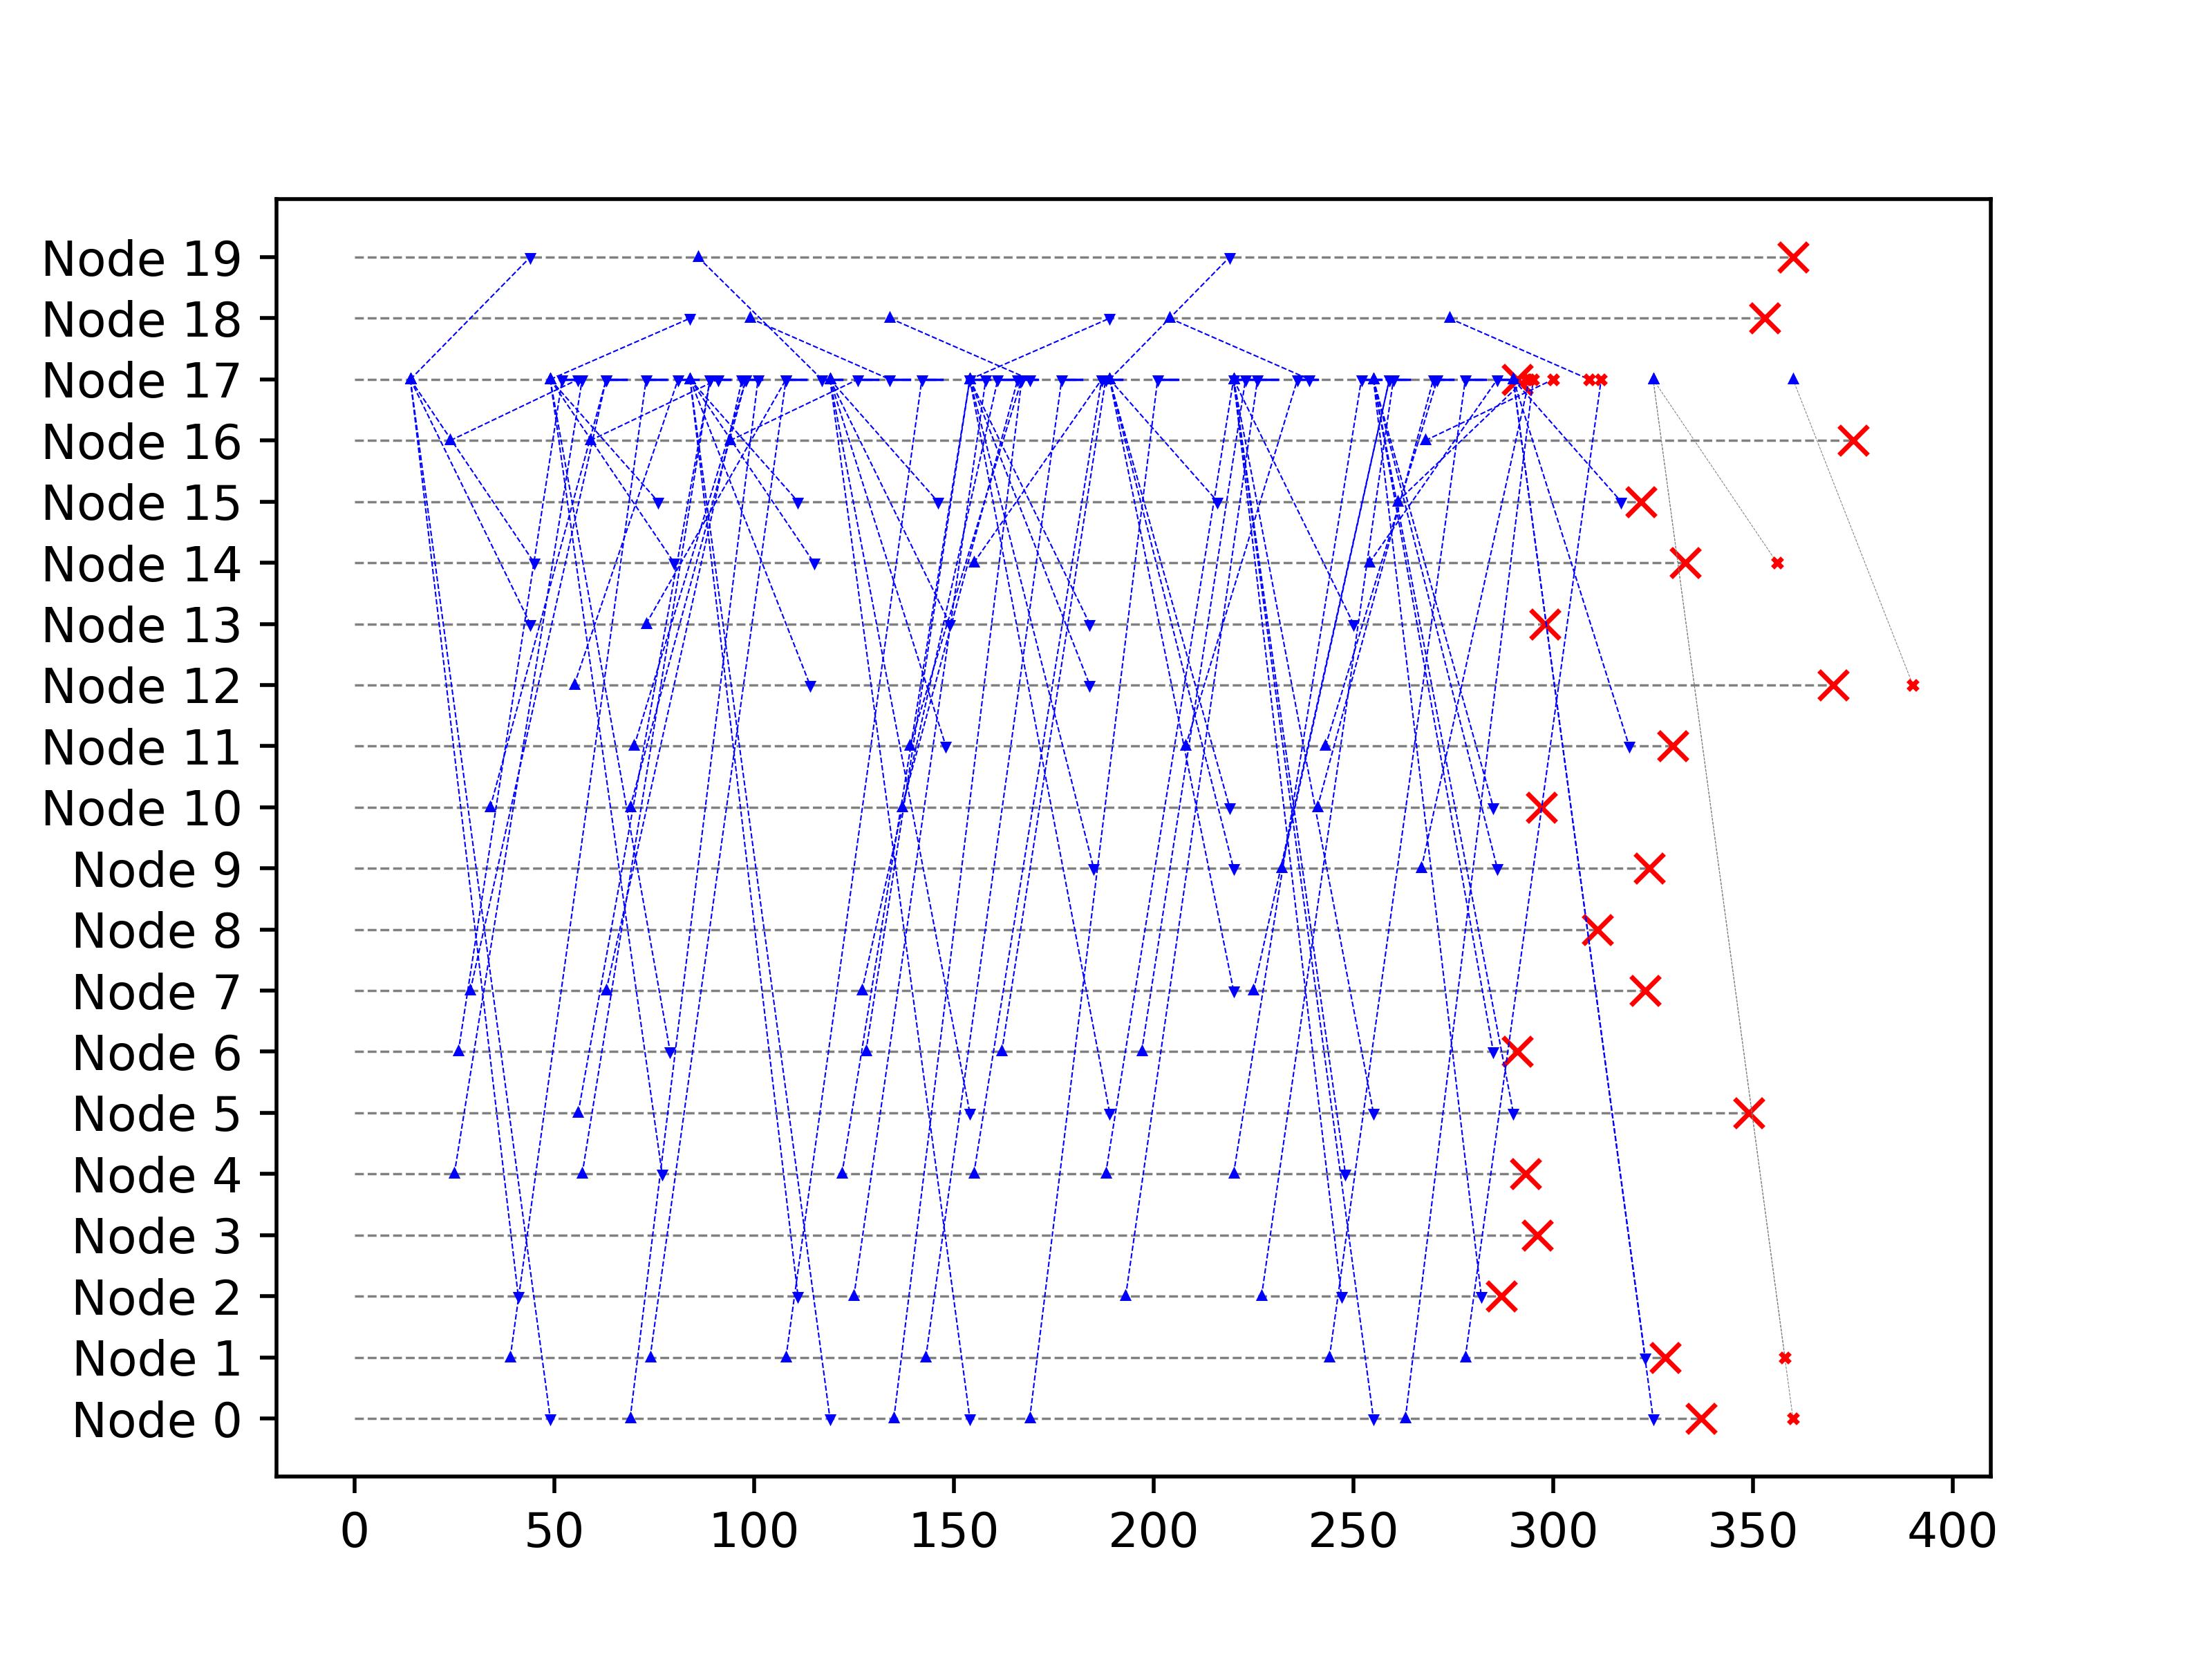 Node 19
Node 18
Node 17
Node 16
Node 15
Node 14
Node 13
Node 12
Node 11
Node 10
Node 9
Node 8
Node 7
Node 6
Node 5
Node 4
Node 3
Node 2
Node 1
Node 0
0 50 100 150 200 250 300 350 400